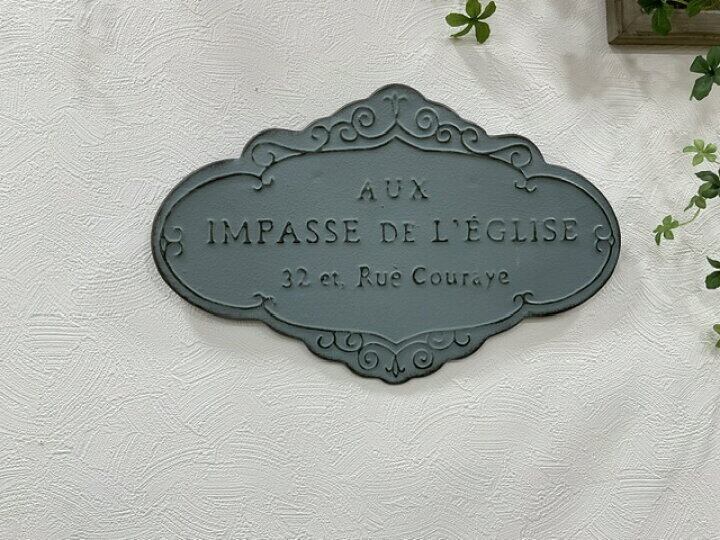 AUX
IMPASSE DE L'ÉGLISE
32 et. Ruè Couraye